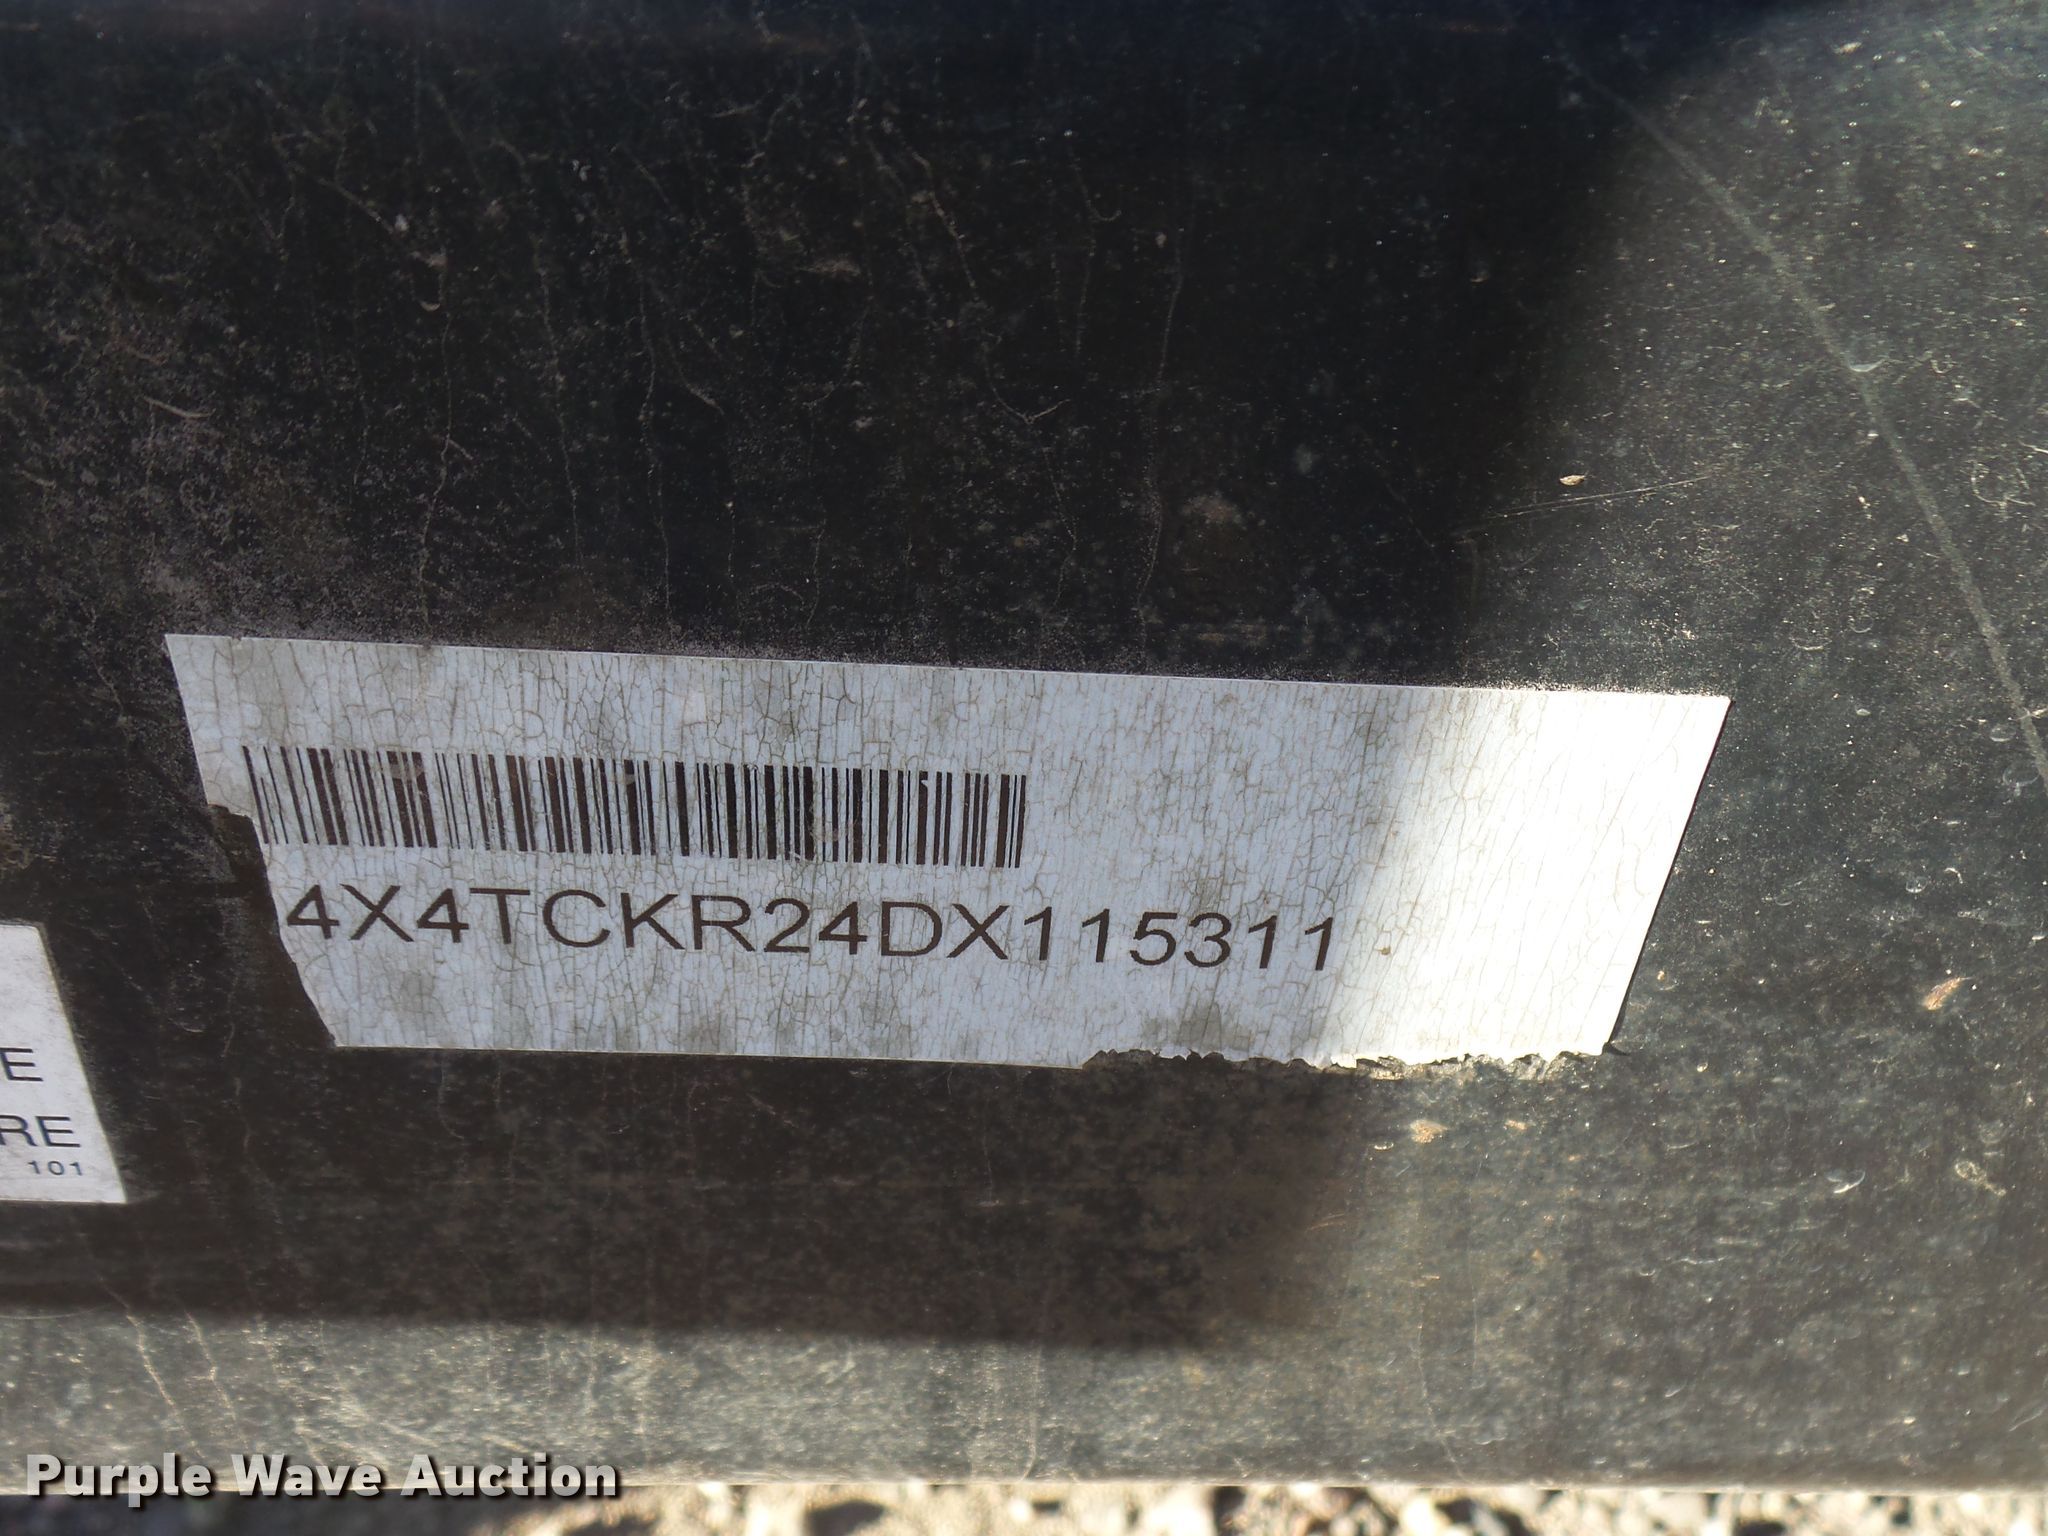 4X4TCKR24DX115311
E
RE
101
Purple Wave Auction